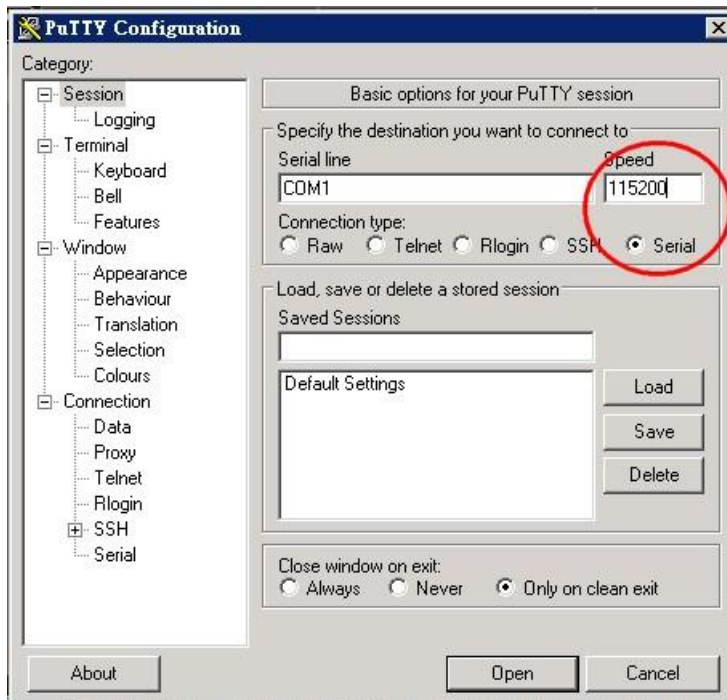 PuTTY Configuration
Category:
Session
Logging
Terminal
Keyboard
Bell
Features
Window
Appearance
Behaviour
Translation
Selection
Colours
Connection
Data
Proxy
Telnet
Rlogin
SSH
Serial
Basic options for your PuTTY session
Specify the destination you want to connect to
Serial line Speed
COM1 115200
Connection type:
Raw Telnet Rlogin SSH Serial
Load, save or delete a stored session
Saved Sessions
Default Settings
Load
Save
Delete
Close window on exit:
Always Never Only on clean exit
About Open Cancel